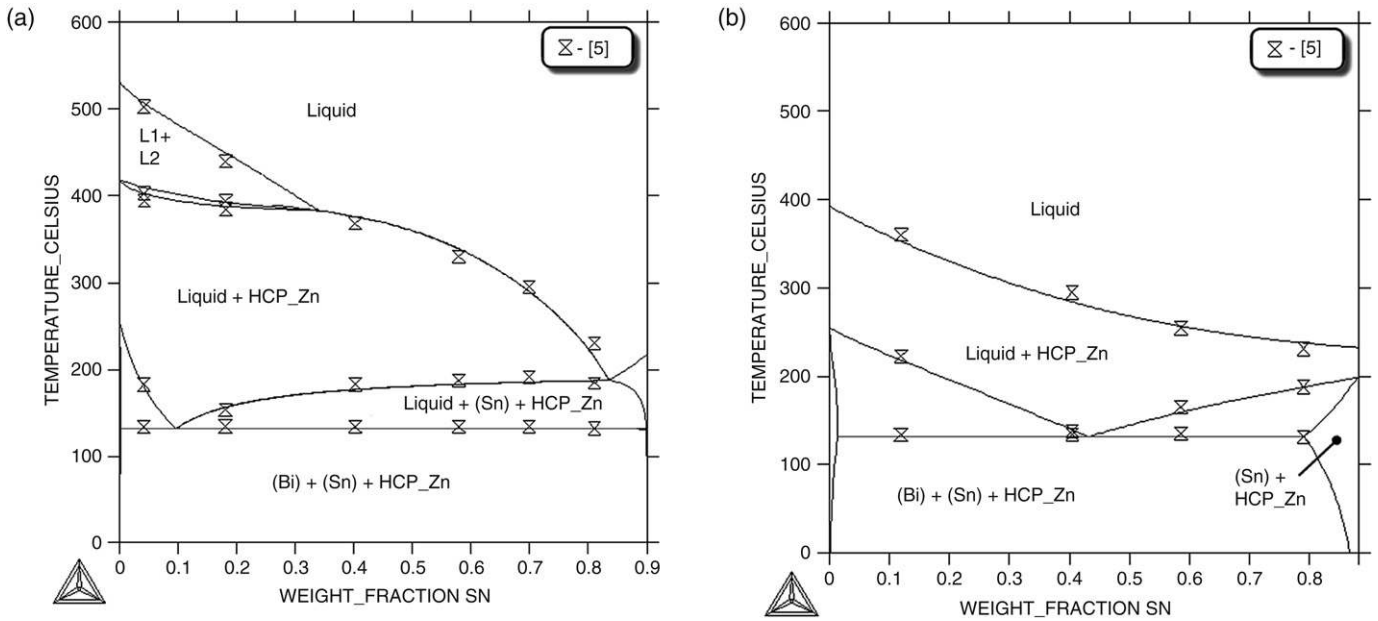 (a)
600
500
400
300
200
100
0
TEMPERATURE_CELSIUS
- [5]
Liquid
L1+
L2
Liquid + HCP_Zn
Liquid + (Sn) + HCP_Zn
(Bi) + (Sn) + HCP_Zn
0 0.1 0.2 0.3 0.4 0.5 0.6 0.7 0.8 0.9
WEIGHT_FRACTION SN
(b)
600
500
400
300
200
100
0
TEMPERATURE_CELSIUS
- [5]
Liquid
Liquid + HCP_Zn
(Bi) + (Sn) + HCP_Zn
(Sn) +
HCP_Zn
0 0.1 0.2 0.3 0.4 0.5 0.6 0.7 0.8
WEIGHT_FRACTION SN